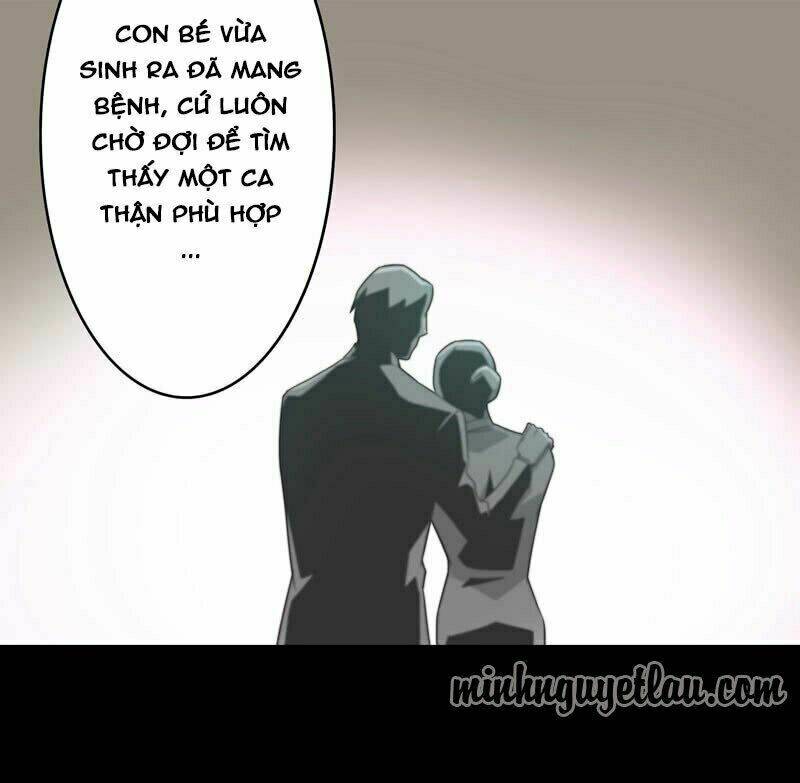 CON BÉ VỪA
SINH RA ĐÃ MANG
BỆNH, CỨ LUÔN
CHỜ ĐỢI ĐỂ TÌM
THẤY MỘT CA
THẬN PHÙ HỢP
...
minhnguyetlau.com